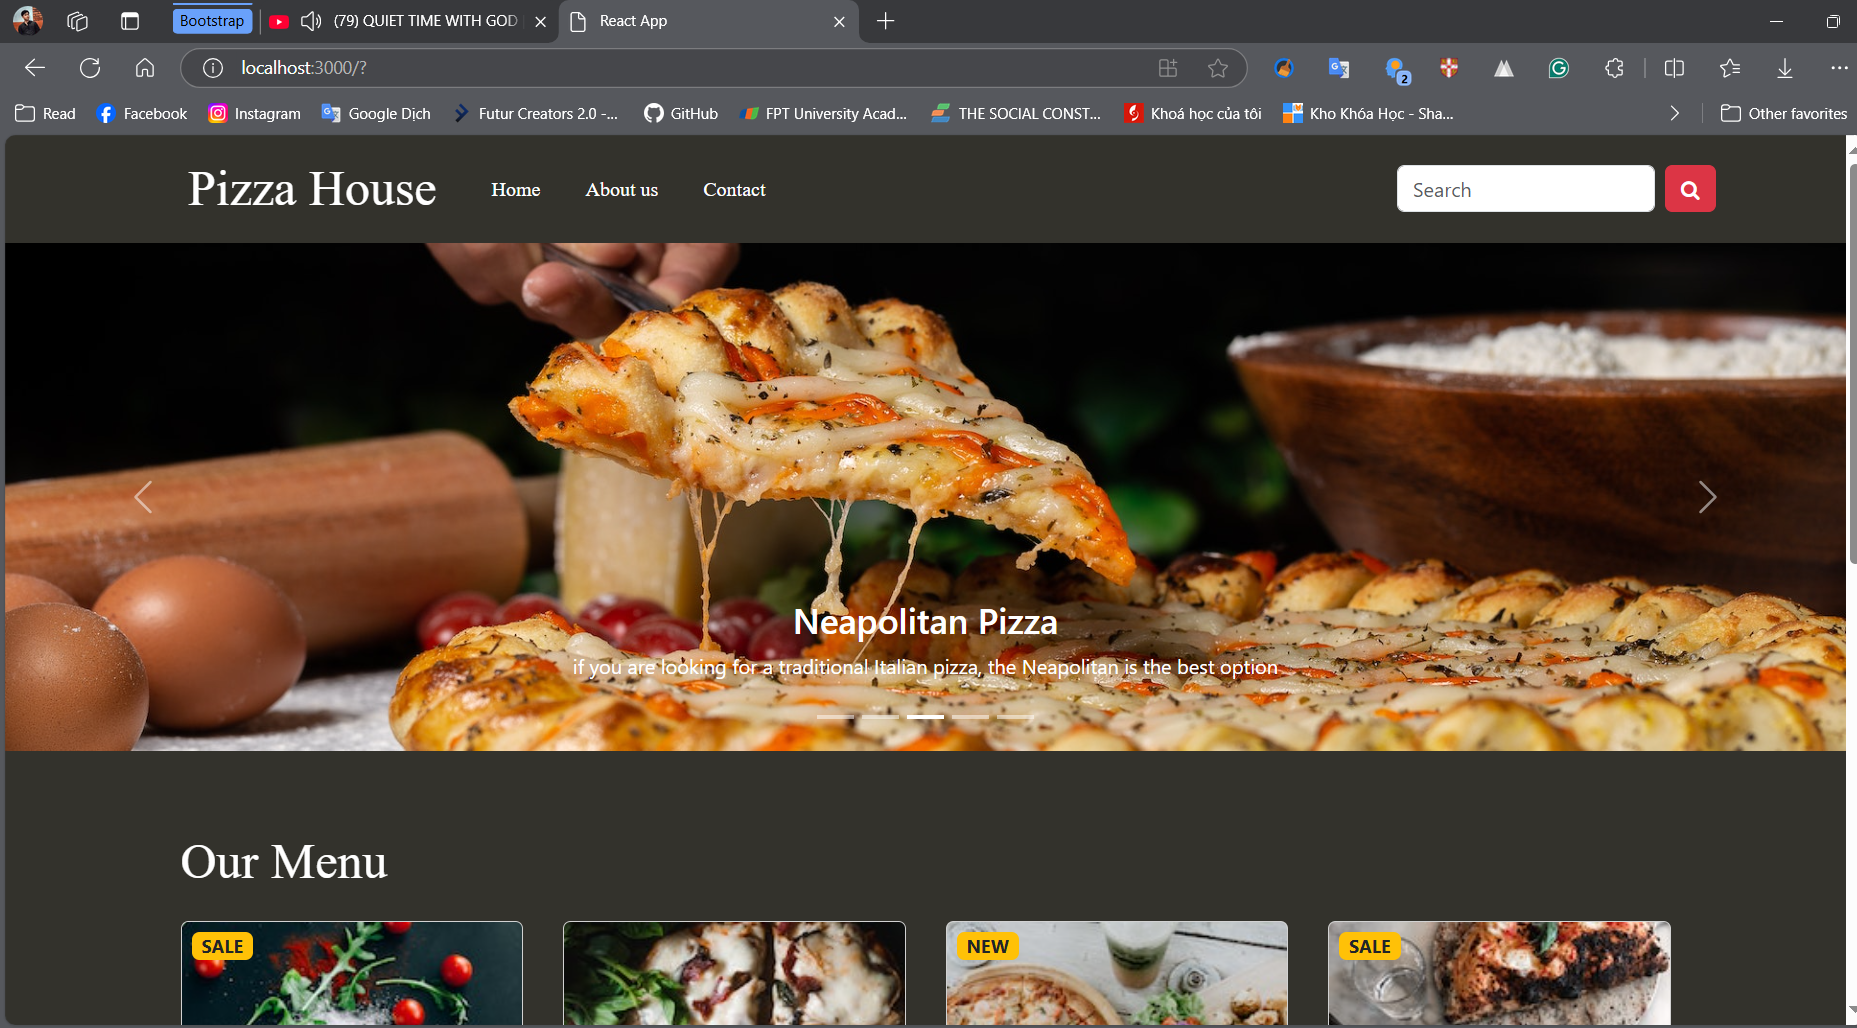 Bootstrap
(79) QUIET TIME WITH GOD
React App
localhost:3000/?
2
Read
Facebook
Instagram
Google Dịch
Futur Creators 2.0 -...
GitHub
FPT University Acad...
THE SOCIAL CONST...
Khoá học của tôi
Kho Khóa Học - Sha...
Other favorites
Pizza House
Home
About us
Contact
Search
Neapolitan Pizza
if you are looking for a traditional Italian pizza, the Neapolitan is the best option
Our Menu
SALE
NEW
SALE